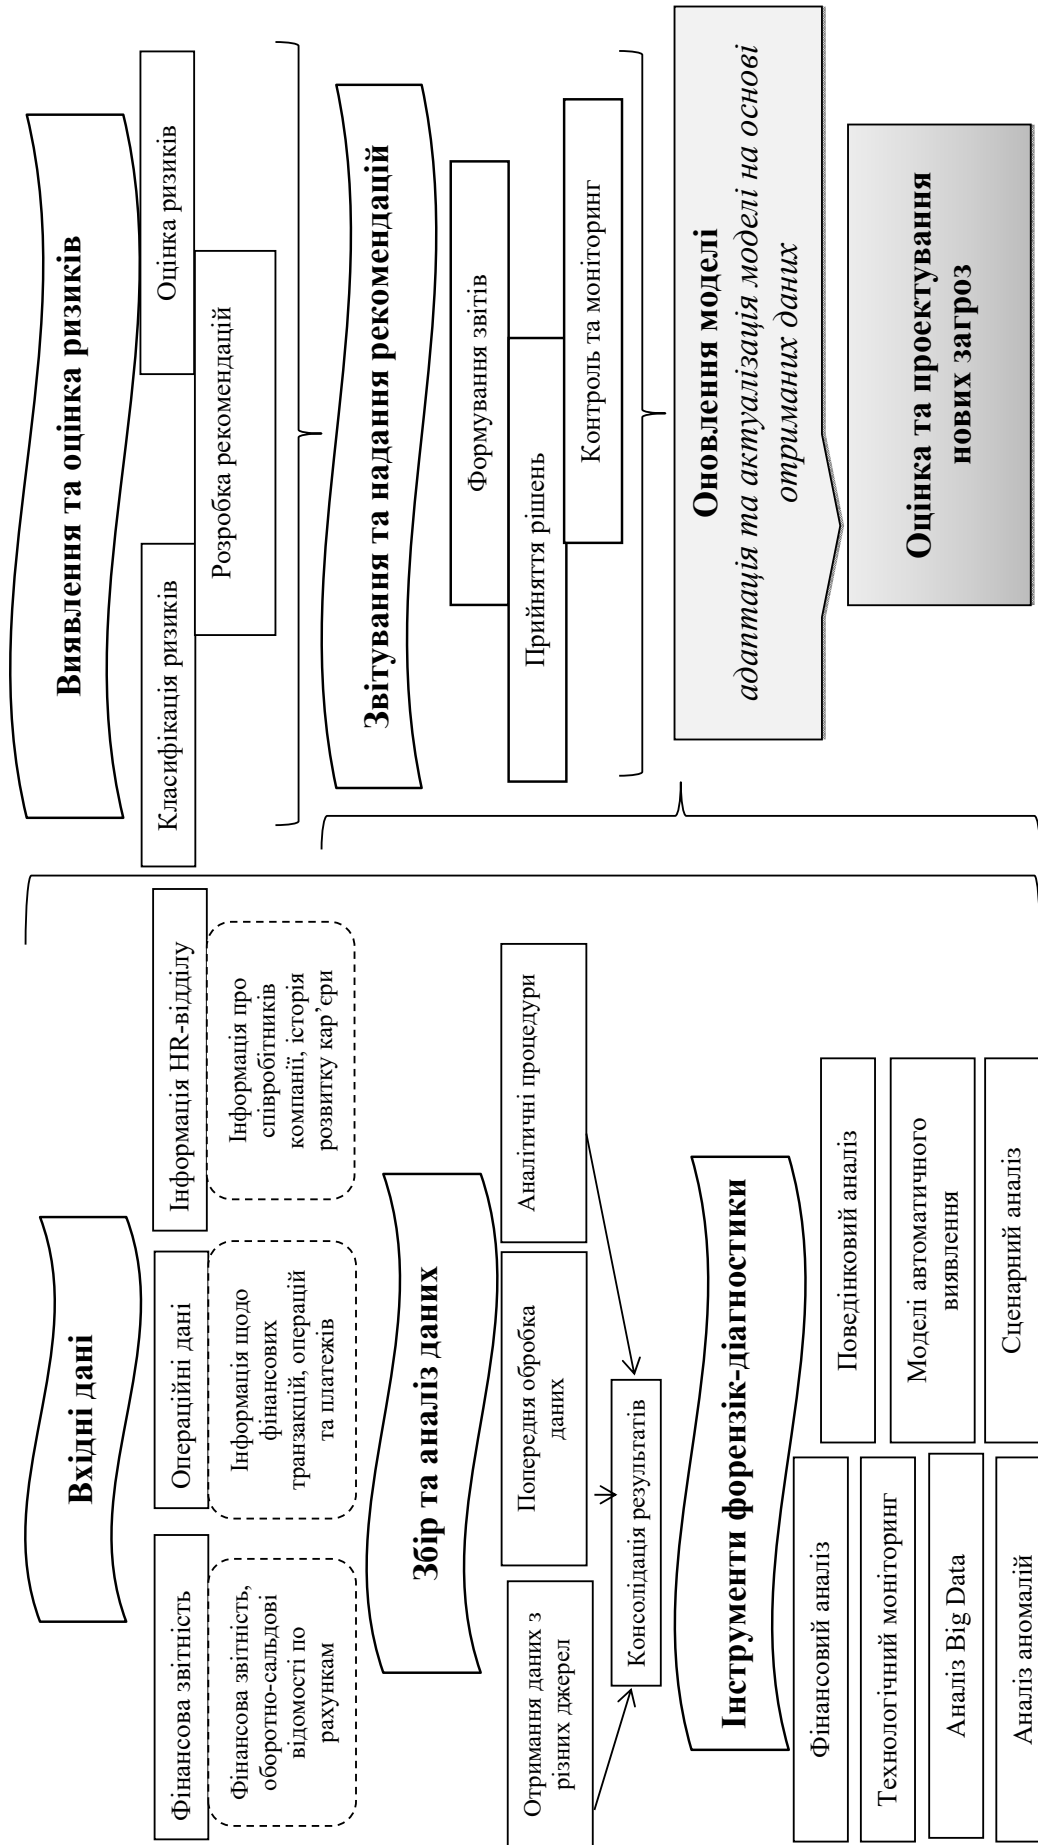 Вхідні дані
Фінансова звітність
Операційні дані
Інформація HR-відділу
Фінансова звітність,
оборотно-сальдові
відомості по
рахункам
Інформація щодо
фінансових
транзакцій, операцій
та платежів
Інформація про
співробітників
компанії, історія
розвитку кар’єри
Збір та аналіз даних
Отримання даних з
різних джерел
Попередня обробка
даних
Аналітичні процедури
Консолідація результатів
Інструменти форензік-діагностики
Фінансовий аналіз
Технологічний моніторинг
Аналіз Big Data
Аналіз аномалій
Поведінковий аналіз
Моделі автоматичного
виявлення
Сценарний аналіз
Виявлення та оцінка ризиків
Класифікація ризиків
Оцінка ризиків
Розробка рекомендацій
Звітування та надання рекомендацій
Формування звітів
Прийняття рішень
Контроль та моніторинг
Оновлення моделі
адаптація та актуалізація моделі на основі
отриманих даних
Оцінка та проектування
нових загроз